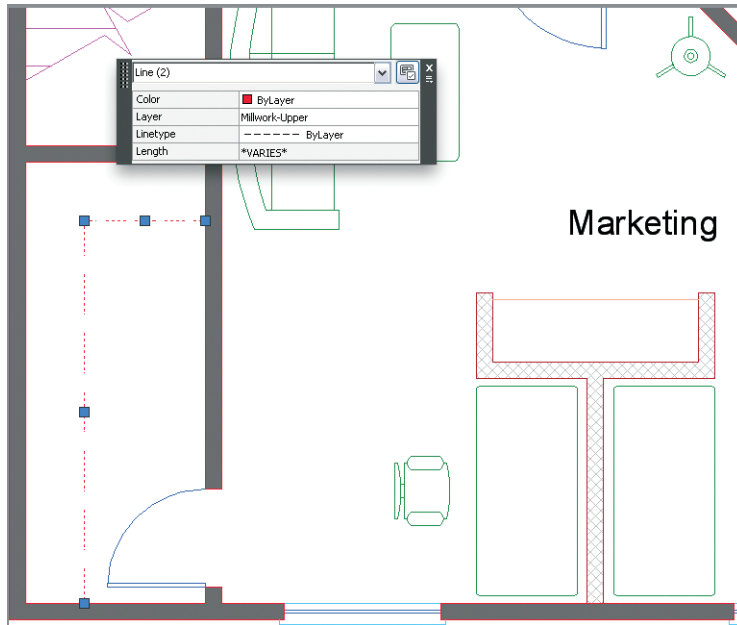 Line (2)
Color ByLayer
Layer Millwork-Upper
Linetype ByLayer
Length *VARIES*
Marketing